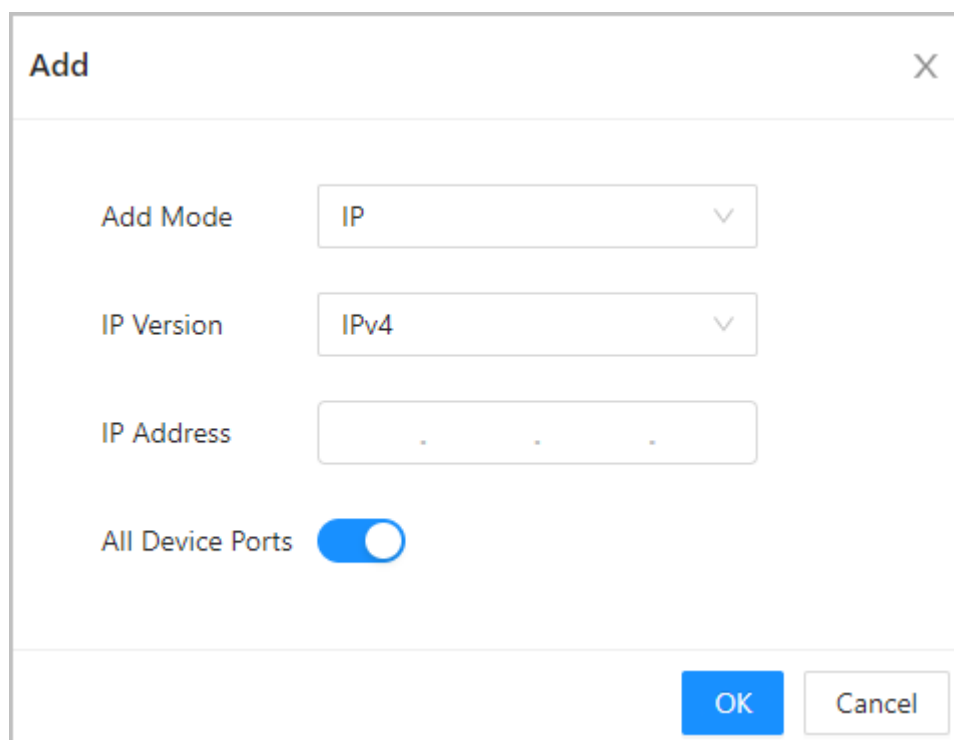 Add X
Add Mode IP
IP Version IPv4
IP Address . . .
All Device Ports
OK Cancel